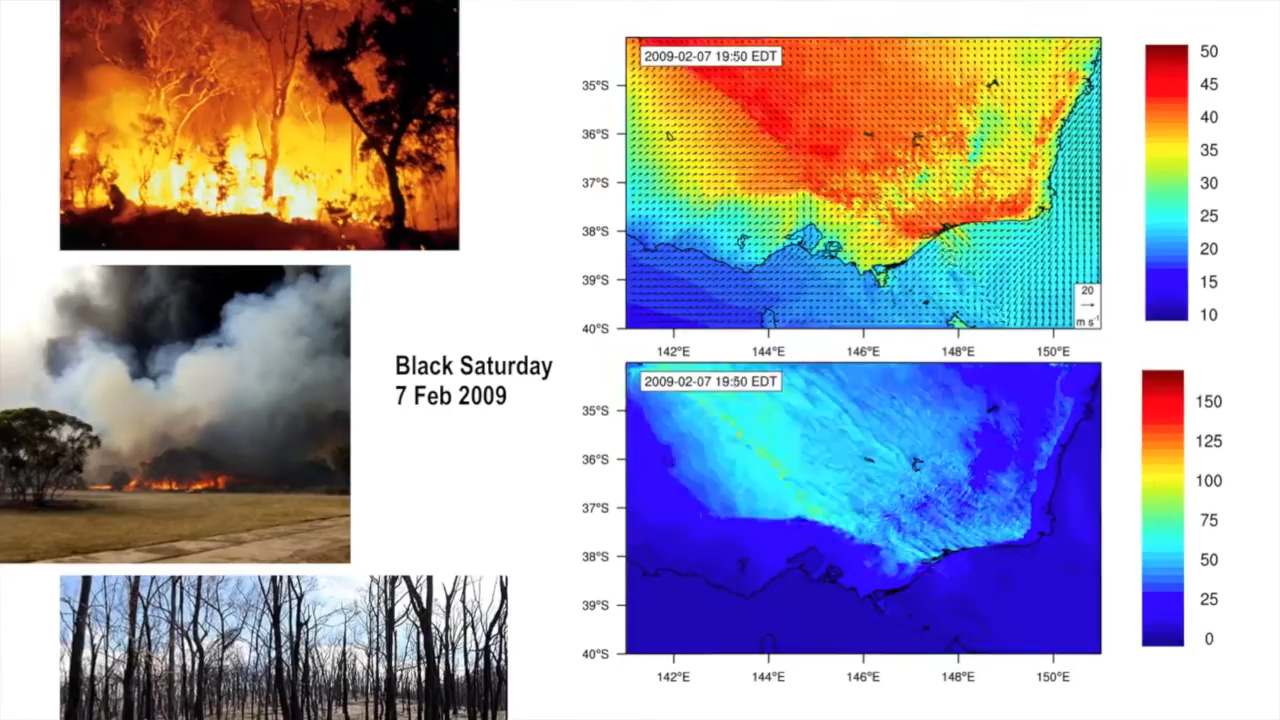 Black Saturday
7 Feb 2009
2009-02-07 19:50 EDT
35°S
36°S
37°S
38°S
39°S
40°S
142°E 144°E 146°E 148°E 150°E
20
m s⁻¹
50
45
40
35
30
25
20
15
10
2009-02-07 19:50 EDT
35°S
36°S
37°S
38°S
39°S
40°S
142°E 144°E 146°E 148°E 150°E
150
125
100
75
50
25
0